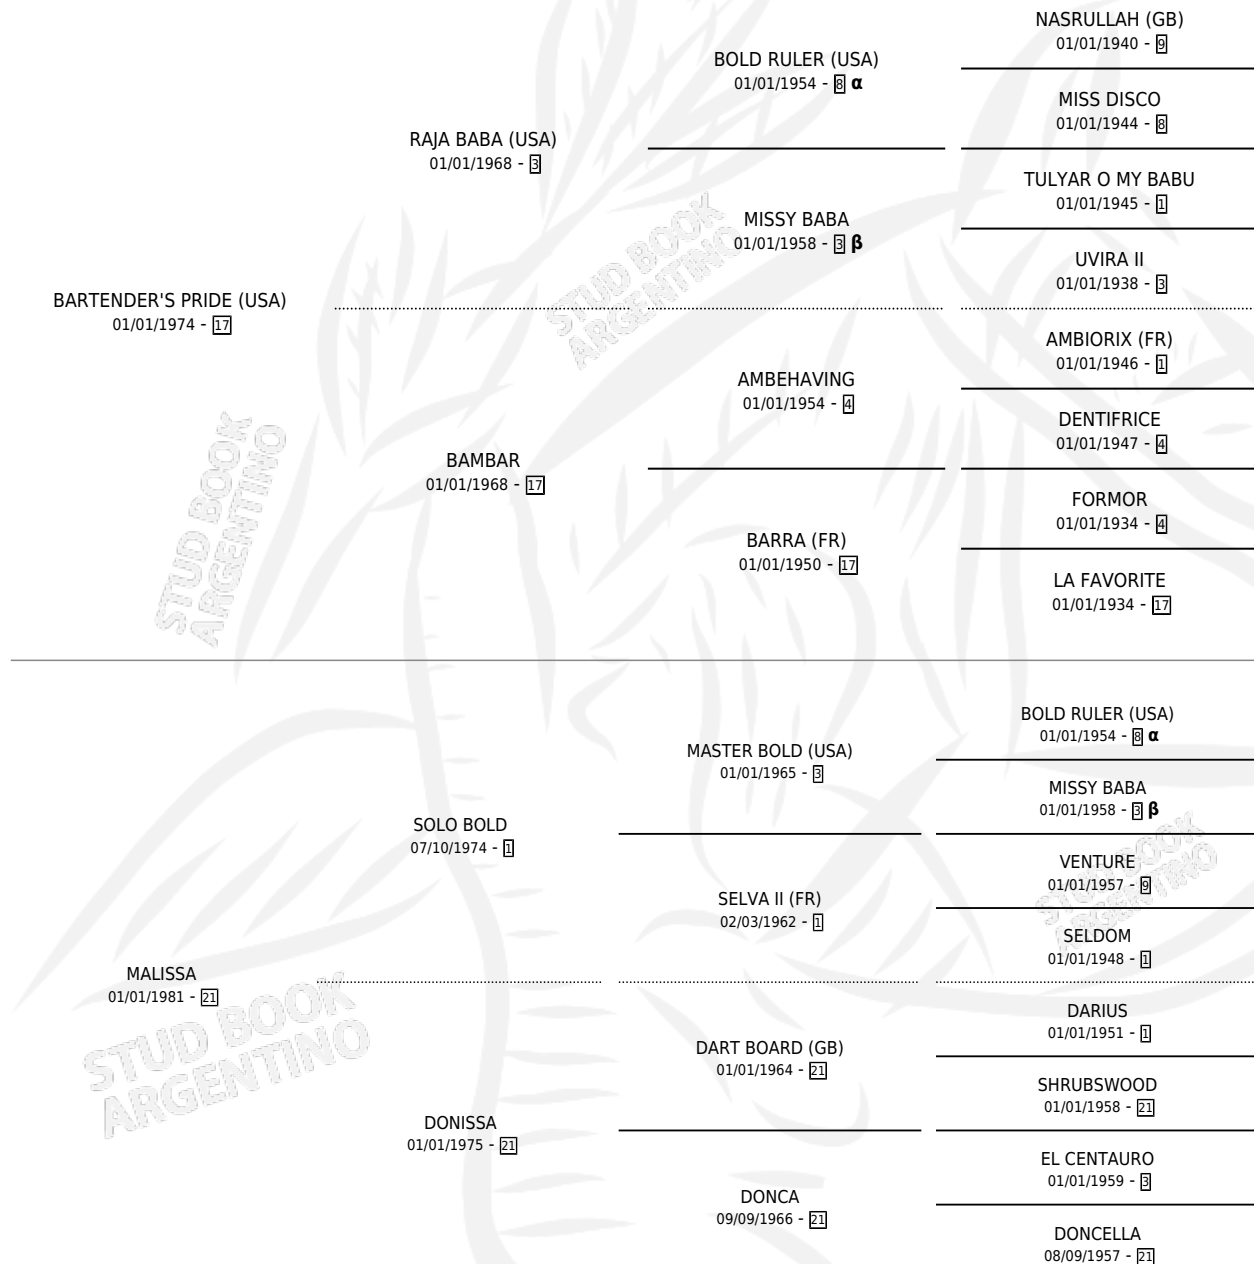 NASRULLAH (GB)
01/01/1940 - 9
BOLD RULER (USA)
01/01/1954 - 8 α
MISS DISCO
01/01/1944 - 8
RAJA BABA (USA)
01/01/1968 - 3
TULYAR O MY BABU
01/01/1945 - 1
MISSY BABA
01/01/1958 - 3 β
UVIRA II
01/01/1938 - 3
BARTENDER'S PRIDE (USA)
01/01/1974 - 17
AMBIORIX (FR)
01/01/1946 - 1
AMBEHAVING
01/01/1954 - 4
DENTIFRICE
01/01/1947 - 4
BAMBAR
01/01/1968 - 17
FORMOR
01/01/1934 - 4
BARRA (FR)
01/01/1950 - 17
LA FAVORITE
01/01/1934 - 17
BOLD RULER (USA)
01/01/1954 - 8 α
MASTER BOLD (USA)
01/01/1965 - 3
MISSY BABA
01/01/1958 - 3 β
SOLO BOLD
07/10/1974 - 1
VENTURE
01/01/1957 - 9
SELVA II (FR)
02/03/1962 - 1
SELDOM
01/01/1948 - 1
MALISSA
01/01/1981 - 21
DARIUS
01/01/1951 - 1
DART BOARD (GB)
01/01/1964 - 21
SHRUBSWOOD
01/01/1958 - 21
DONISSA
01/01/1975 - 21
EL CENTAURO
01/01/1959 - 3
DONCA
09/09/1966 - 21
DONCELLA
08/09/1957 - 21
STUD BOOK
ARGENTINO
STUD BOOK
ARGENTINO
STUD BOOK
ARGENTINO
STUD BOOK
ARGENTINO